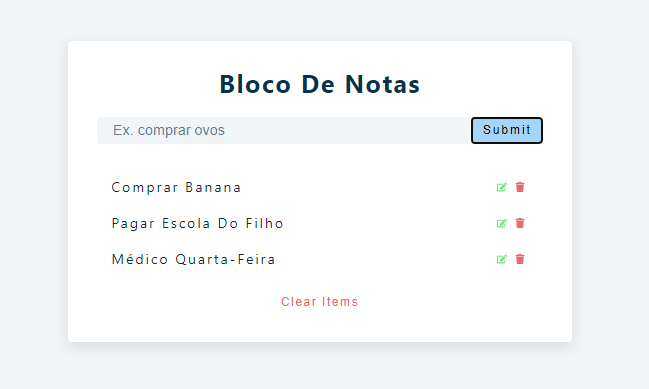 Bloco De Notas
Ex. comprar ovos Submit
Comprar Banana
Pagar Escola Do Filho
Médico Quarta-Feira
Clear Items